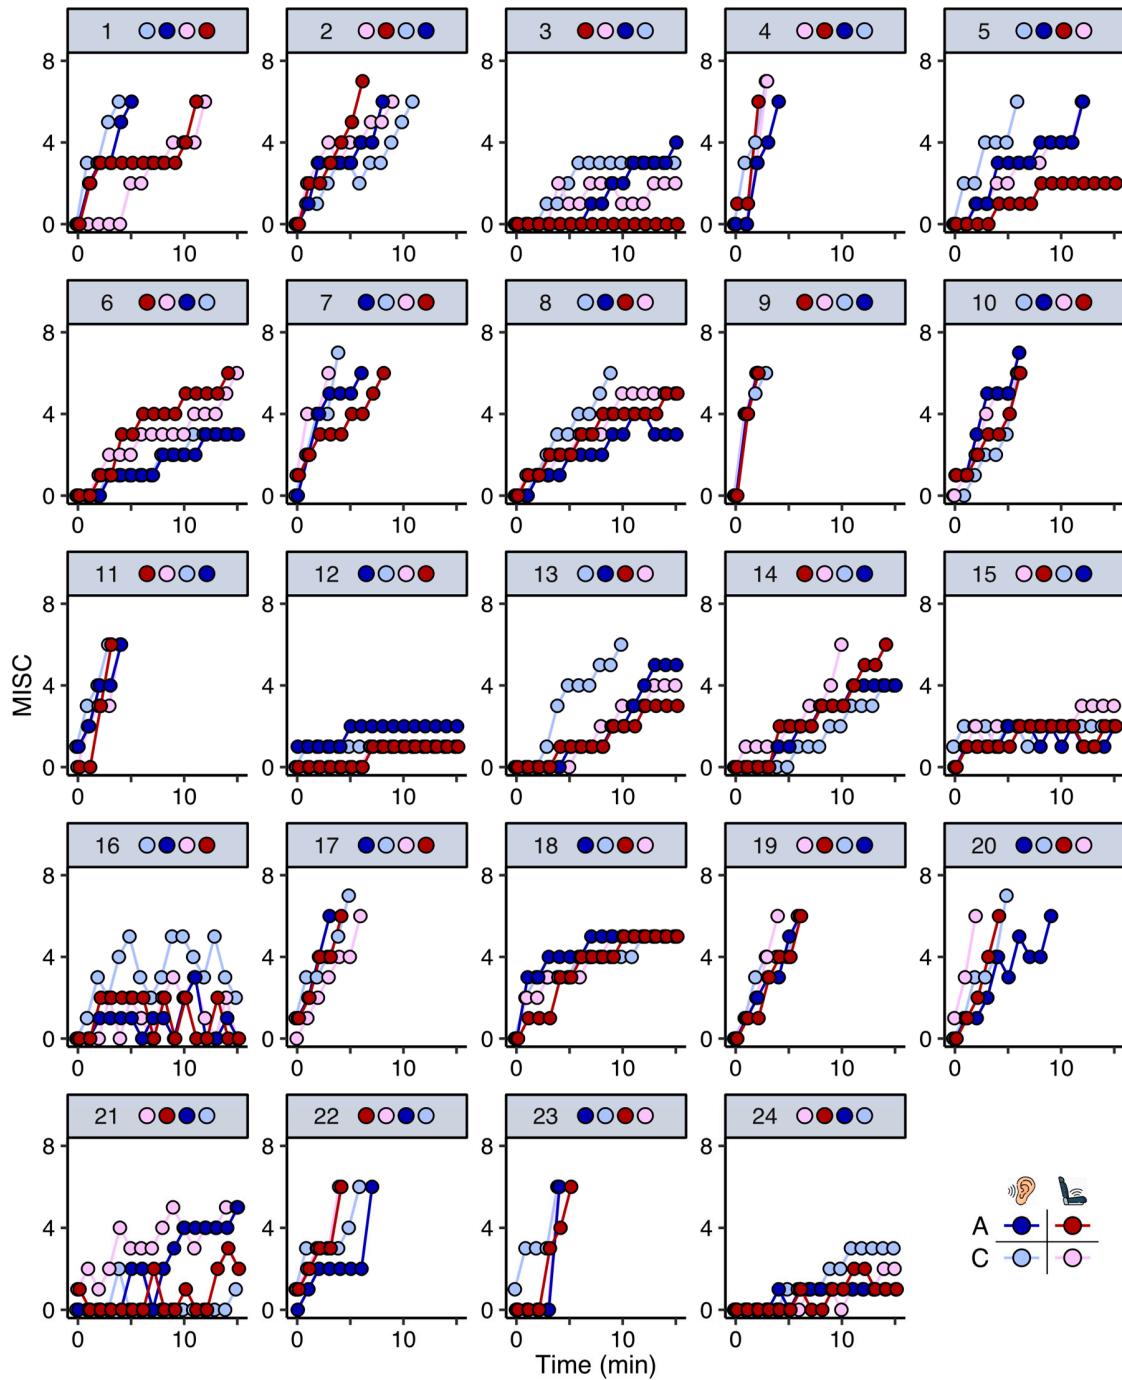 1 2 3 4 5
8 8 8 8 8
4 4 4 4 4
0 0 0 0 0
0 10 0 10 0 10 0 10 0 10
6 7 8 9 10
8 8 8 8 8
4 4 4 4 4
0 0 0 0 0
0 10 0 10 0 10 0 10 0 10
11 12 13 14 15
8 8 8 8 8
4 4 4 4 4
0 0 0 0 0
0 10 0 10 0 10 0 10 0 10
MISC
16 17 18 19 20
8 8 8 8 8
4 4 4 4 4
0 0 0 0 0
0 10 0 10 0 10 0 10 0 10
21 22 23 24
8 8 8 8
4 4 4 4
0 0 0 0
0 10 0 10 0 10 0 10
A
C
Time (min)